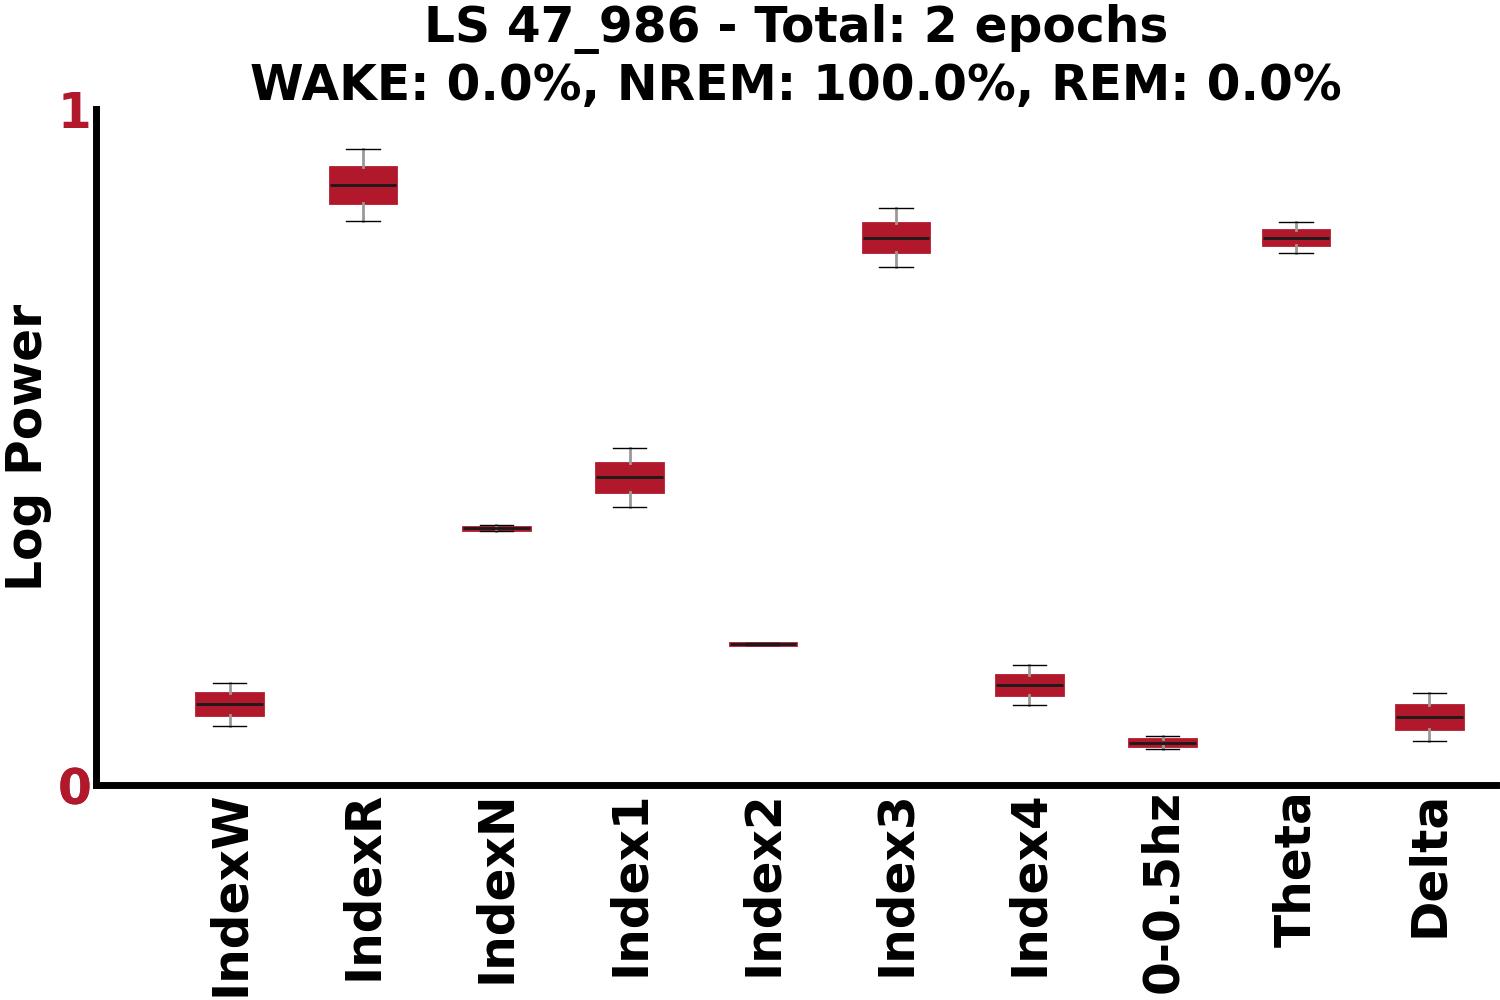 LS 47_986 - Total: 2 epochs
WAKE: 0.0%, NREM: 100.0%, REM: 0.0%
1
Log Power
0
IndexW
IndexR
IndexN
Index1
Index2
Index3
Index4
0-0.5hz
Theta
Delta